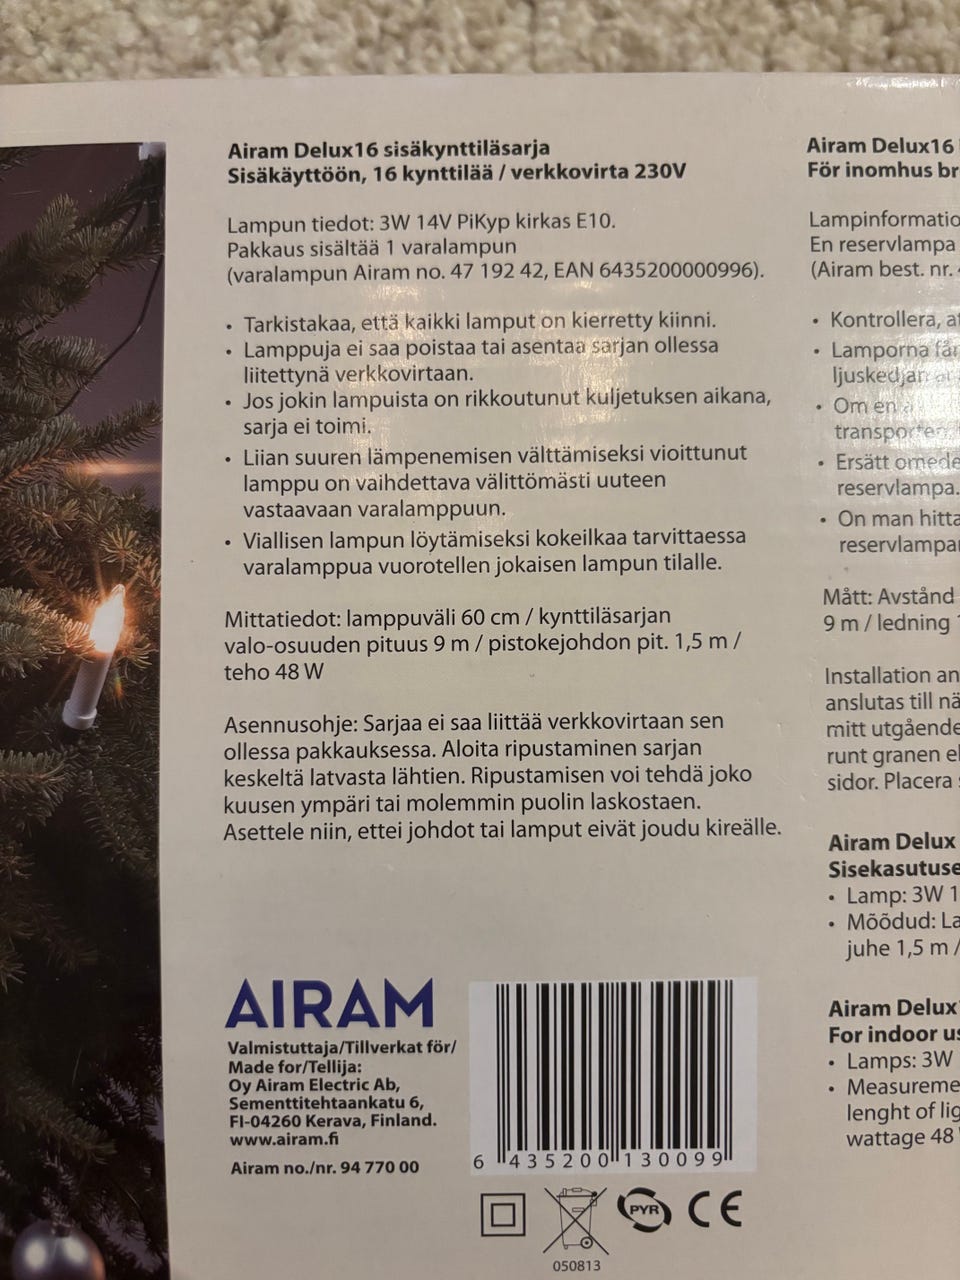 Airam Delux16 sisäkynttiläsarja
Sisäkäyttöön, 16 kynttilää / verkkovirta 230V
Lampun tiedot: 3W 14V PiKyp kirkas E10.
Pakkaus sisältää 1 varalampun
(varalampun Airam no. 47 192 42, EAN 6435200000996).
• Tarkistakaa, että kaikki lamput on kierretty kiinni.
• Lamppuja ei saa poistaa tai asentaa sarjan ollessa
liitettynä verkkovirtaan.
• Jos jokin lampuista on rikkoutunut kuljetuksen aikana,
sarja ei toimi.
• Liian suuren lämpenemisen välttämiseksi vioittunut
lamppu on vaihdettava välittömästi uuteen
vastaavaan varalamppuun.
• Viallisen lampun löytämiseksi kokeilkaa tarvittaessa
varalamppua vuorotellen jokaisen lampun tilalle.
Mittatiedot: lamppuväli 60 cm / kynttiläsarjan
valo-osuuden pituus 9 m / pistokejohdon pit. 1,5 m /
teho 48 W
Asennusohje: Sarjaa ei saa liittää verkkovirtaan sen
ollessa pakkauksessa. Aloita ripustaminen sarjan
keskeltä latvasta lähtien. Ripustamisen voi tehdä joko
kuusen ympäri tai molemmin puolin laskostaen.
Asettele niin, ettei johdot tai lamput eivät joudu kireälle.
AIRAM
Valmistuttaja/Tillverkat för/
Made for/Tellija:
Oy Airam Electric Ab,
Sementtitehtaankatu 6,
FI-04260 Kerava, Finland.
www.airam.fi
Airam no./nr. 94 770 00
6 435200 130099
PYR CE
050813
Airam Delux16
För inomhus br
Lampinformatio
En reservlampa
(Airam best. nr.
• Kontrollera, at
• Lamporna får
ljuskedjan
• Om en
transporten
• Ersätt omede
reservlampa.
• On man hitta
reservlampan
Mått: Avstånd
9 m / ledning
Installation an
anslutas till nä
mitt utgående
runt granen el
sidor. Placera
Airam Delux
Sisekasutuse
• Lamp: 3W 1
• Mõõdud: La
juhe 1,5 m /
Airam Delux
For indoor us
• Lamps: 3W
• Measureme
lenght of lig
wattage 48